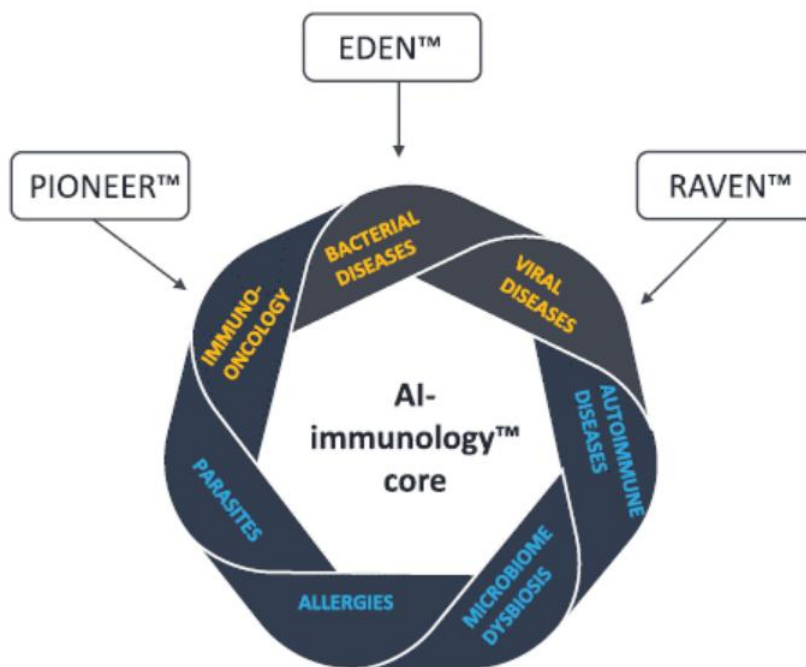 EDEN™
PIONEER™
RAVEN™
BACTERIAL
DISEASES
VIRAL
DISEASES
IMMUNO-
ONCOLOGY
AI-
immunology™
core
AUTOIMMUNE
DISEASES
PARASITES
MICROBIOME
DYSBIOSIS
ALLERGIES